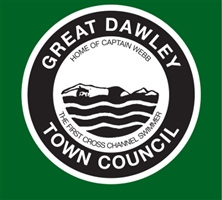 GREAT DAWLEY
HOME OF CAPTAIN WEBB
THE FIRST CROSS CHANNEL SWIMMER
TOWN COUNCIL